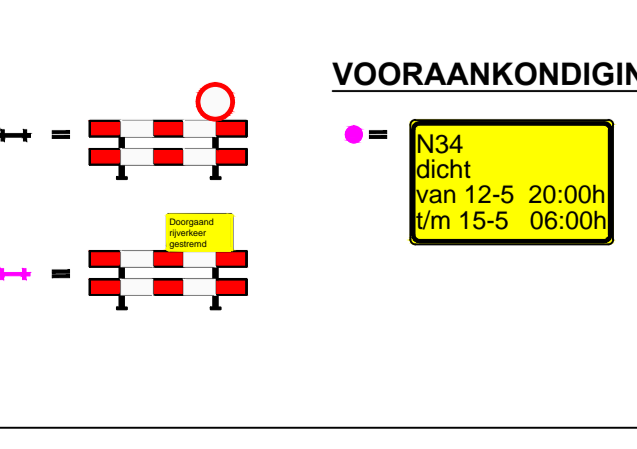 VOORAANKONDIGIN
N34
dicht
van 12-5 20:00h
t/m 15-5 06:00h
Doorgaand
rijverkeer
gestremd